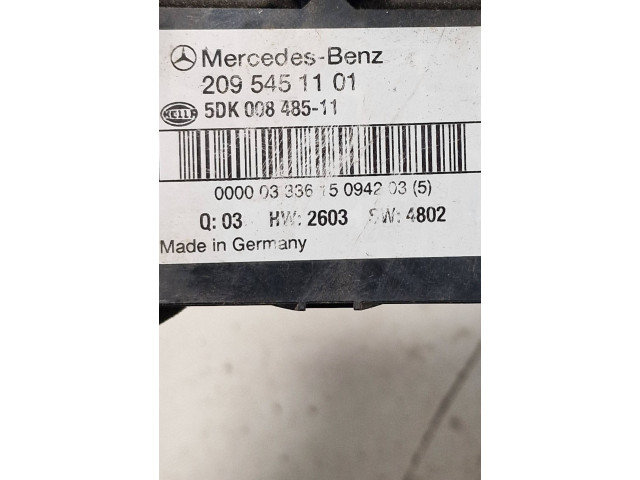 Mercedes-Benz
209 545 11 01
HELLA 5DK 008 485-11
0000 03 336 15 0942 03 (5)
Q: 03 HW: 2603 SW: 4802
Made in Germany